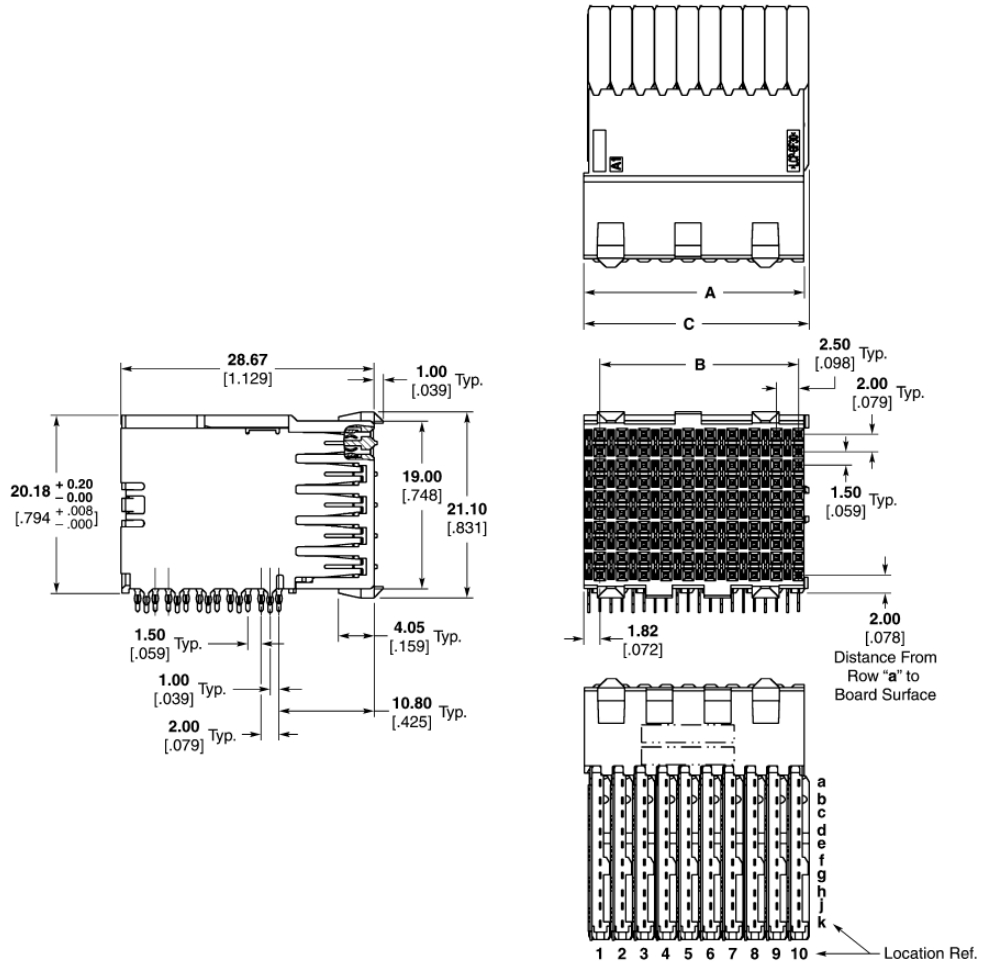 A1
A
C
28.67
[1.129]
1.00
[.039] Typ.
B
2.50
[.098] Typ.
2.00
[.079] Typ.
20.18 + 0.20
– 0.00
[.794 + .008
– .000]
19.00
[.748]
21.10
[.831]
1.50
[.059] Typ.
1.50
[.059] Typ.
4.05
[.159] Typ.
1.82
[.072]
2.00
[.078]
Distance From
Row "a" to
Board Surface
1.00
[.039] Typ.
10.80
[.425] Typ.
2.00
[.079] Typ.
a
b
c
d
e
f
g
h
j
k
1 2 3 4 5 6 7 8 9 10
Location Ref.